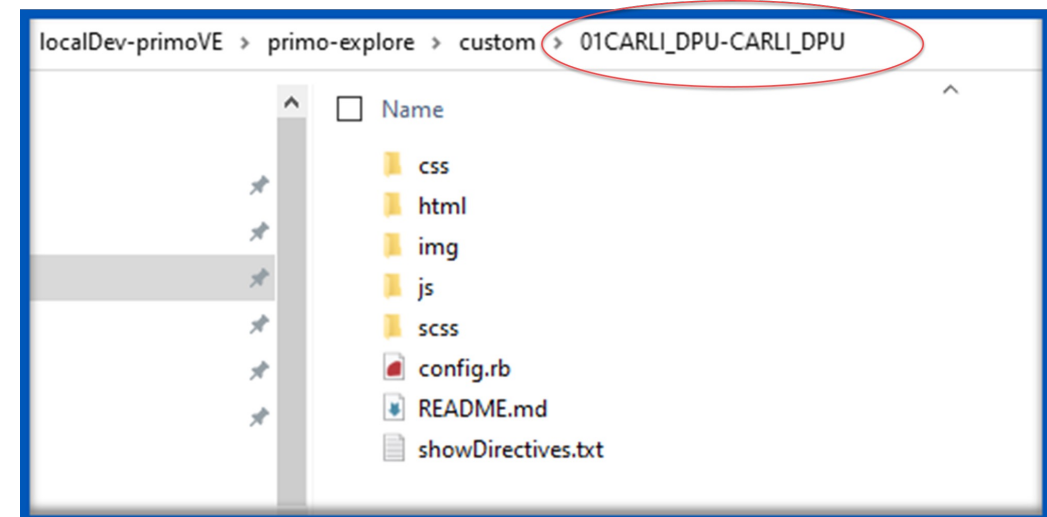 localDev-primoVE > primo-explore > custom > 01CARLI_DPU-CARLI_DPU
Name
css
html
img
js
scss
config.rb
README.md
showDirectives.txt